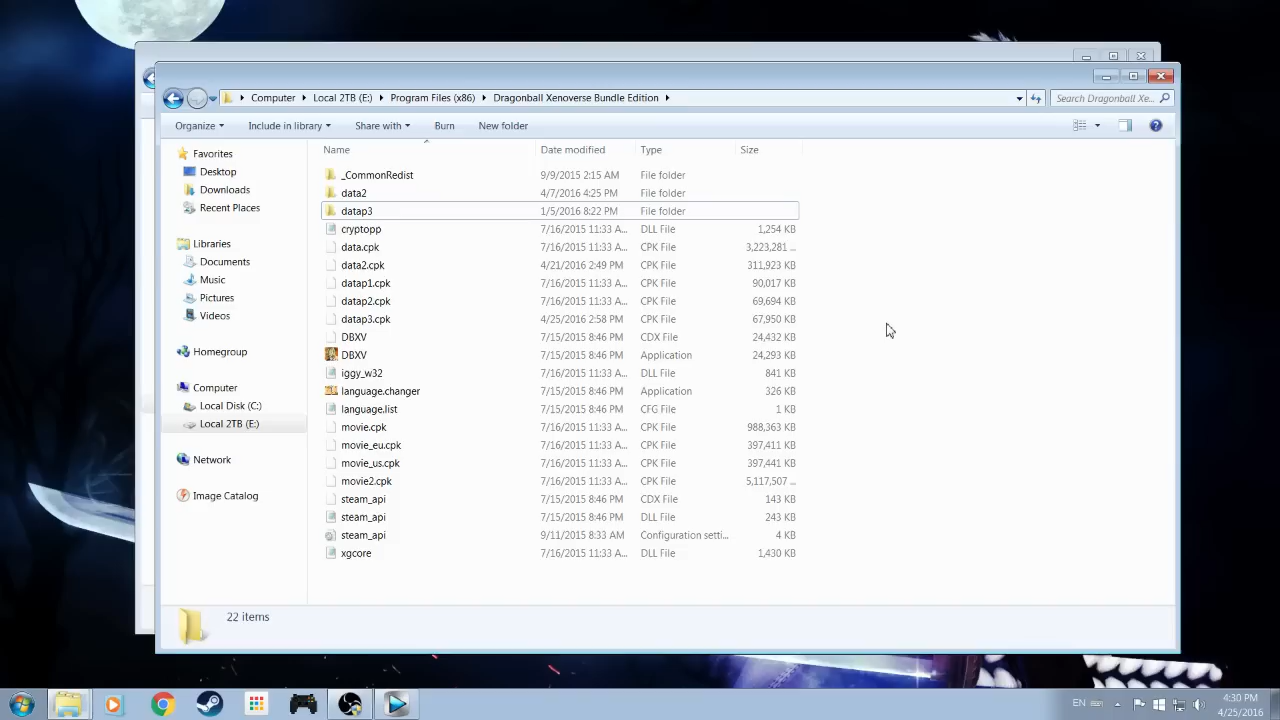 Computer Local 2TB (E:) Program Files (x86) Dragonball Xenoverse Bundle Edition Search Dragonball Xe...
Organize Include in library Share with Burn New folder
Favorites
Desktop
Downloads
Recent Places
Libraries
Documents
Music
Pictures
Videos
Homegroup
Computer
Local Disk (C:)
Local 2TB (E:)
Network
Image Catalog
Name Date modified Type Size
_CommonRedist 9/9/2015 2:15 AM File folder
data2 4/7/2016 4:25 PM File folder
datap3 1/5/2016 8:22 PM File folder
cryptopp 7/16/2015 11:33 A... DLL File 1,254 KB
data.cpk 7/16/2015 11:33 A... CPK File 3,223,281 ...
data2.cpk 4/21/2016 2:49 PM CPK File 311,923 KB
datap1.cpk 7/16/2015 11:33 A... CPK File 90,017 KB
datap2.cpk 7/16/2015 11:33 A... CPK File 69,694 KB
datap3.cpk 4/25/2016 2:58 PM CPK File 67,950 KB
DBXV 7/15/2015 8:46 PM CDX File 24,432 KB
DBXV 7/15/2015 8:46 PM Application 24,293 KB
iggy_w32 7/16/2015 11:33 A... DLL File 841 KB
language.changer 7/15/2015 8:46 PM Application 326 KB
language.list 7/15/2015 8:46 PM CFG File 1 KB
movie.cpk 7/16/2015 11:33 A... CPK File 988,363 KB
movie_eu.cpk 7/16/2015 11:33 A... CPK File 397,411 KB
movie_us.cpk 7/16/2015 11:33 A... CPK File 397,441 KB
movie2.cpk 7/16/2015 11:33 A... CPK File 5,117,507 ...
steam_api 7/15/2015 8:46 PM CDX File 143 KB
steam_api 7/15/2015 8:46 PM DLL File 243 KB
steam_api 9/11/2015 8:33 AM Configuration setti... 4 KB
xgcore 7/16/2015 11:33 A... DLL File 1,430 KB
22 items
EN
4:30 PM
4/25/2016